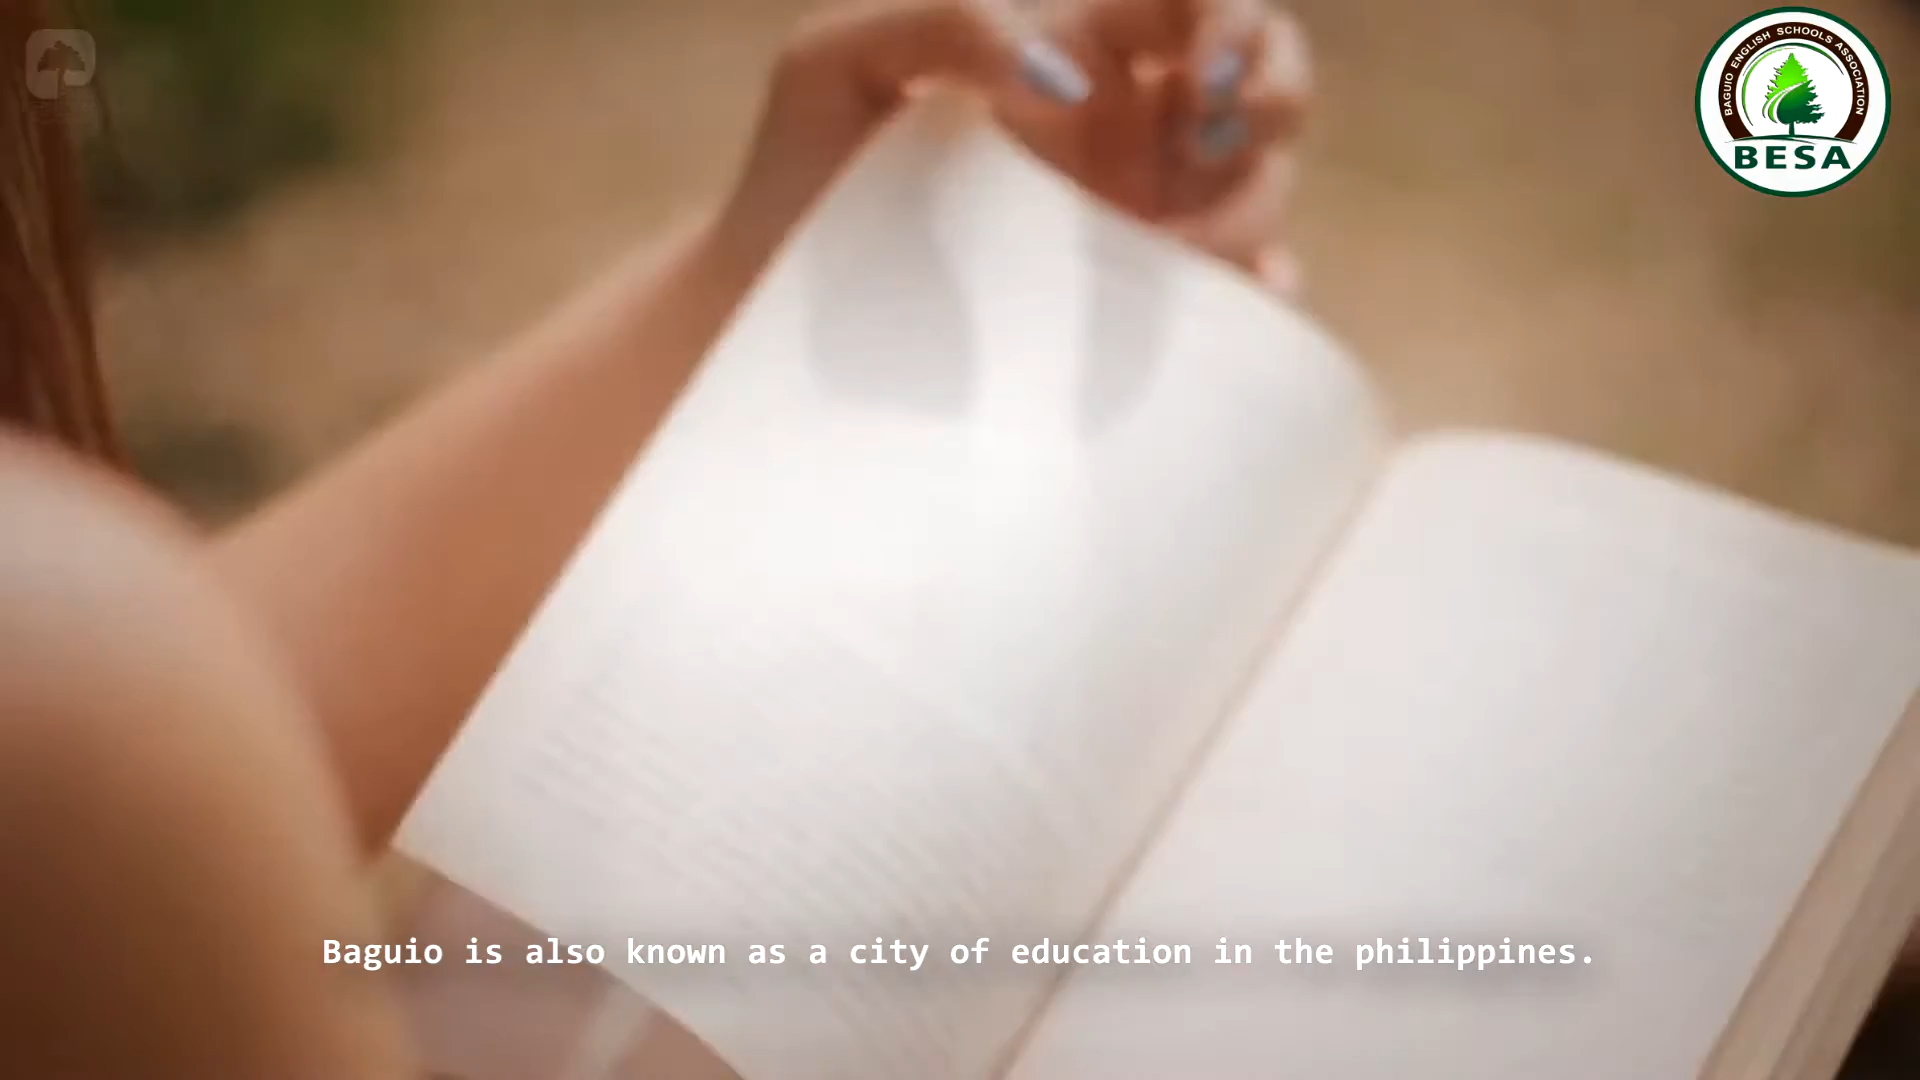 BAGUIO ENGLISH SCHOOLS ASSOCIATION
BESA
Baguio is also known as a city of education in the philippines.